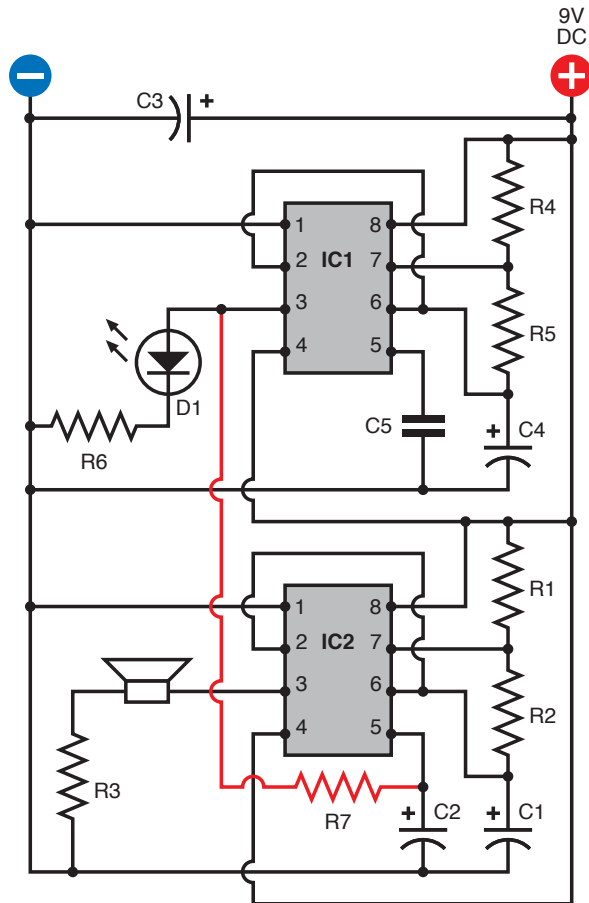 9V
DC
C3 +
1 8 R4
2 IC1 7
3 6
4 5 R5
D1
C5 + C4
R6
1 8 R1
2 IC2 7
3 6
4 5 R2
R3
R7 + C2 + C1